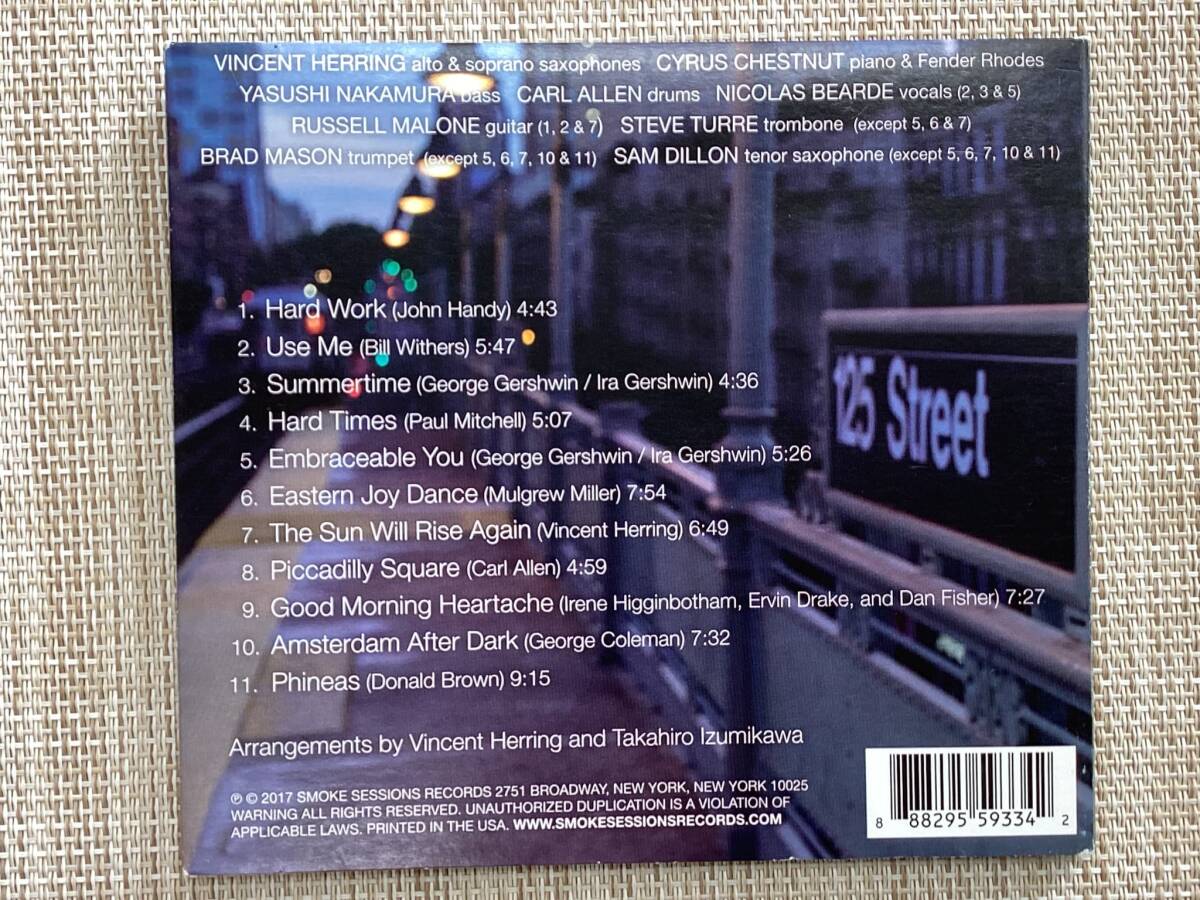 VINCENT HERRING alto & soprano saxophones CYRUS CHESTNUT piano & Fender Rhodes
YASUSHI NAKAMURA bass CARL ALLEN drums NICOLAS BEARDE vocals (2, 3 & 5)
RUSSELL MALONE guitar (1, 2 & 7) STEVE TURRE trombone (except 5, 6 & 7)
BRAD MASON trumpet (except 5, 6, 7, 10 & 11) SAM DILLON tenor saxophone (except 5, 6, 7, 10 & 11)
1. Hard Work (John Handy) 4:43
2. Use Me (Bill Withers) 5:47
3. Summertime (George Gershwin / Ira Gershwin) 4:36
4. Hard Times (Paul Mitchell) 5:07
5. Embraceable You (George Gershwin / Ira Gershwin) 5:26
6. Eastern Joy Dance (Mulgrew Miller) 7:54
7. The Sun Will Rise Again (Vincent Herring) 6:49
8. Piccadilly Square (Carl Allen) 4:59
9. Good Morning Heartache (Irene Higginbotham, Ervin Drake, and Dan Fisher) 7:27
10. Amsterdam After Dark (George Coleman) 7:32
11. Phineas (Donald Brown) 9:15
125 Street
Arrangements by Vincent Herring and Takahiro Izumikawa
℗ © 2017 SMOKE SESSIONS RECORDS 2751 BROADWAY, NEW YORK, NEW YORK 10025
WARNING ALL RIGHTS RESERVED. UNAUTHORIZED DUPLICATION IS A VIOLATION OF
APPLICABLE LAWS. PRINTED IN THE USA. WWW.SMOKESESSIONSRECORDS.COM
8 88295 59334 2